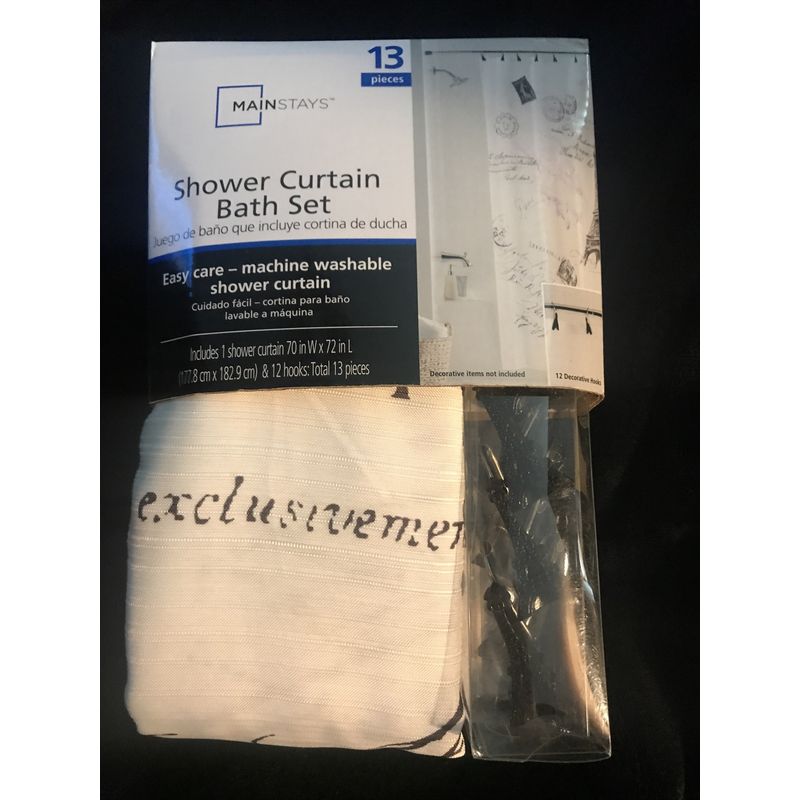 13
pieces
MAINSTAYS™
Shower Curtain
Bath Set
Juego de baño que incluye cortina de ducha
Easy care – machine washable
shower curtain
Cuidado fácil – cortina para baño
lavable a máquina
Includes 1 shower curtain 70 in W x 72 in L
(177.8 cm x 182.9 cm) & 12 hooks: Total 13 pieces
Decorative items not included
12 Decorative Hooks
exclusivemen